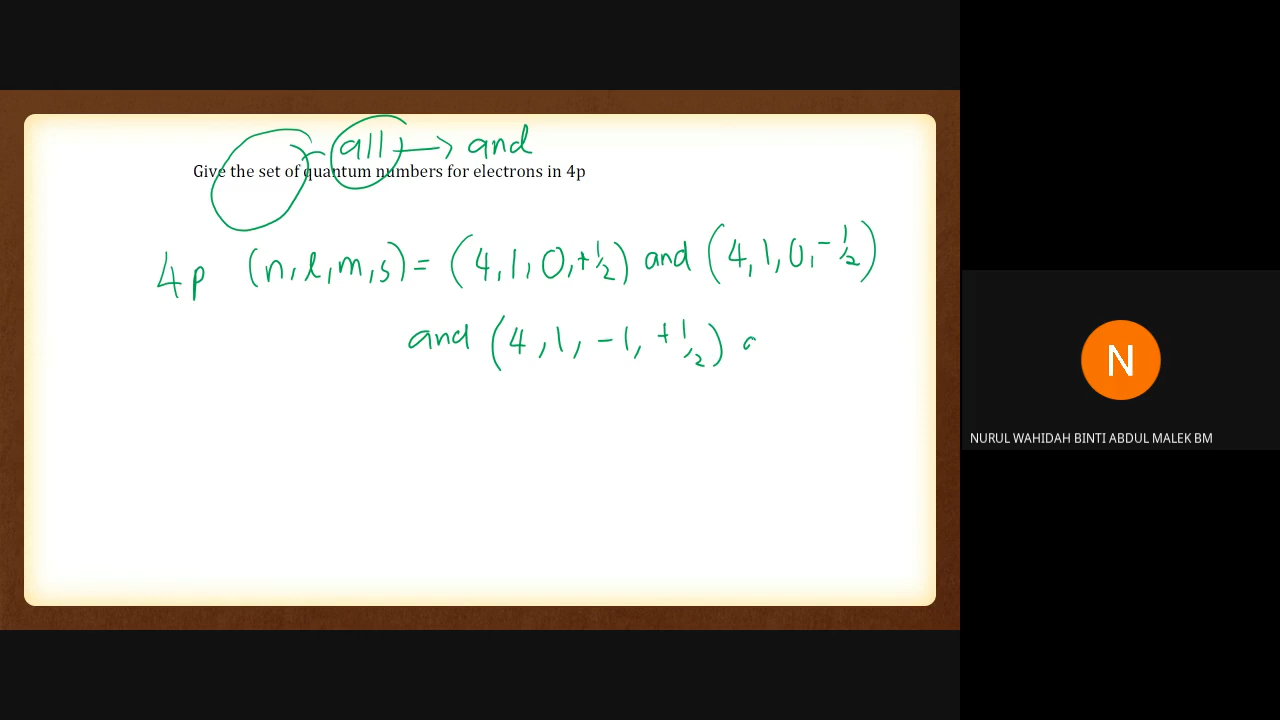 all → and
Give the set of quantum numbers for electrons in 4p
4p (n, l, m, s) = (4, 1, 0, +1/2) and (4, 1, 0, -1/2)
and (4, 1, -1, +1/2) a
N
NURUL WAHIDAH BINTI ABDUL MALEK BM